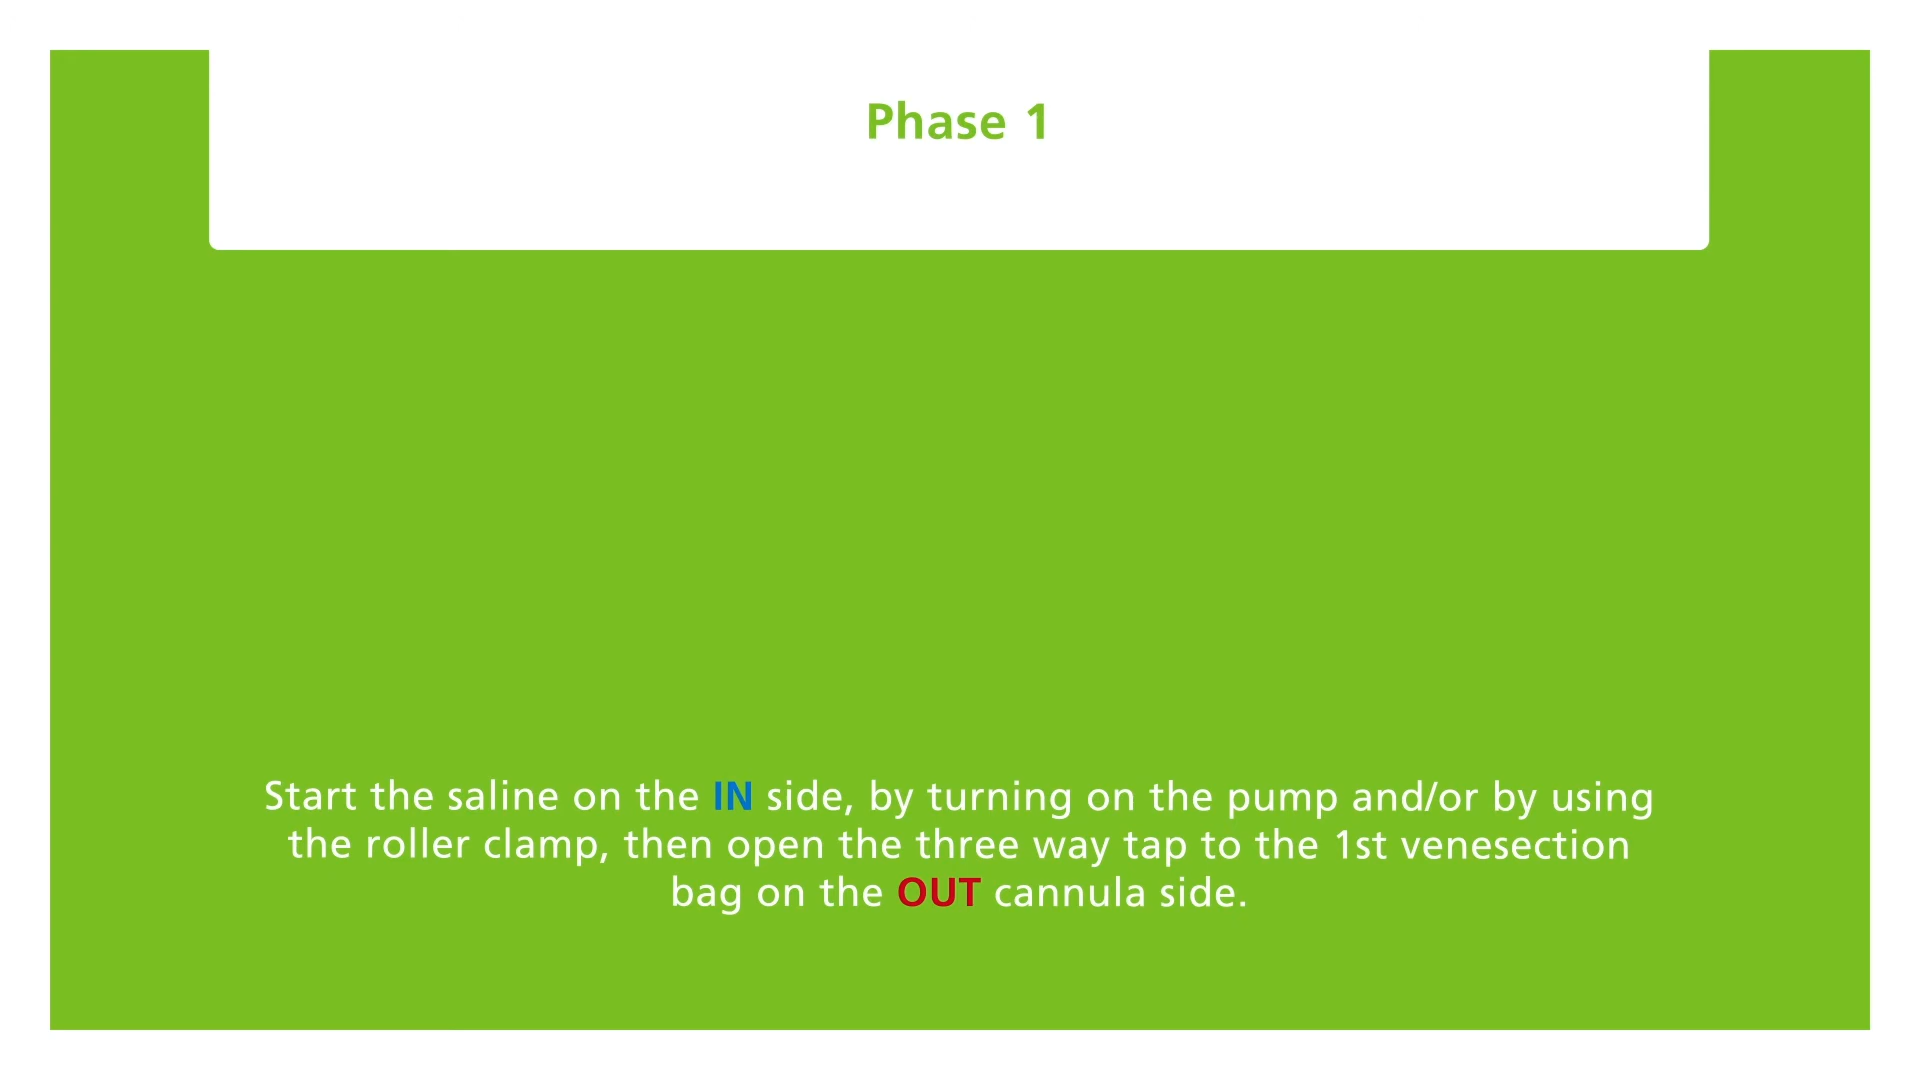 Phase 1
Start the saline on the IN side, by turning on the pump and/or by using
the roller clamp, then open the three way tap to the 1st venesection
bag on the OUT cannula side.